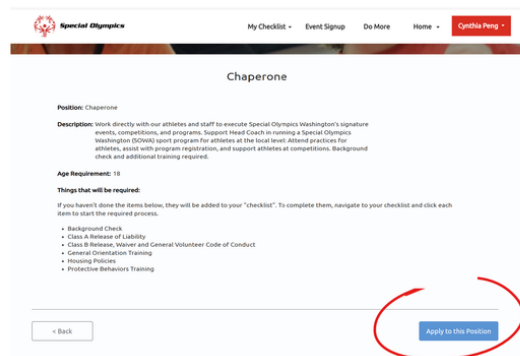 Special Olympics
My Checklist
Event Signup
Do More
Home
Cynthia Peng
Chaperone
Position: Chaperone
Description: Work directly with our athletes and staff to execute Special Olympics Washington's signature
events, competitions, and programs. Support Head Coach in running a Special Olympics
Washington (SOWA) sport program for athletes at the local level. Attend practices for
athletes, assist with program registration, and support athletes at competitions. Background
check and additional training required.
Age Requirement: 18
Things that will be required:
If you haven't done the items below, they will be added to your "checklist". To complete them, navigate to your checklist and click each
item to start the required process.
• Background Check
• Class A Release of Liability
• Class B Release, Waiver and General Volunteer Code of Conduct
• General Orientation Training
• Housing Policies
• Protective Behaviors Training
< Back
Apply to this Position